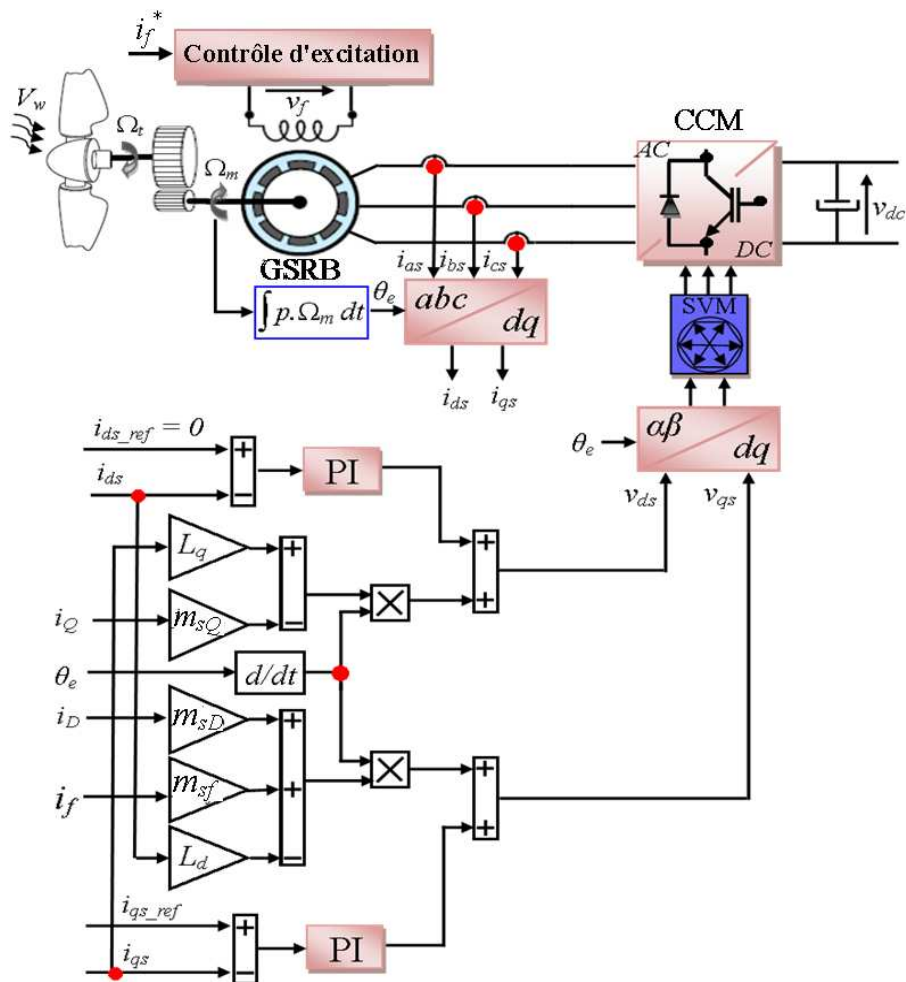 i_f*
Contrôle d'excitation
v_f
V_w
Ω_t
Ω_m
CCM
AC
DC
v_dc
GSRB
i_as
i_bs
i_cs
∫ p.Ω_m dt
θ_e
abc
dq
i_ds
i_qs
SVM
θ_e
αβ
dq
v_ds
v_qs
i_ds_ref = 0
+
−
PI
i_ds
L_q
+
−
+
+
i_Q
m_sQ
θ_e
d/dt
i_D
m_sD
+
+
−
+
+
i_f
m_sf
L_d
i_qs_ref
+
−
PI
i_qs